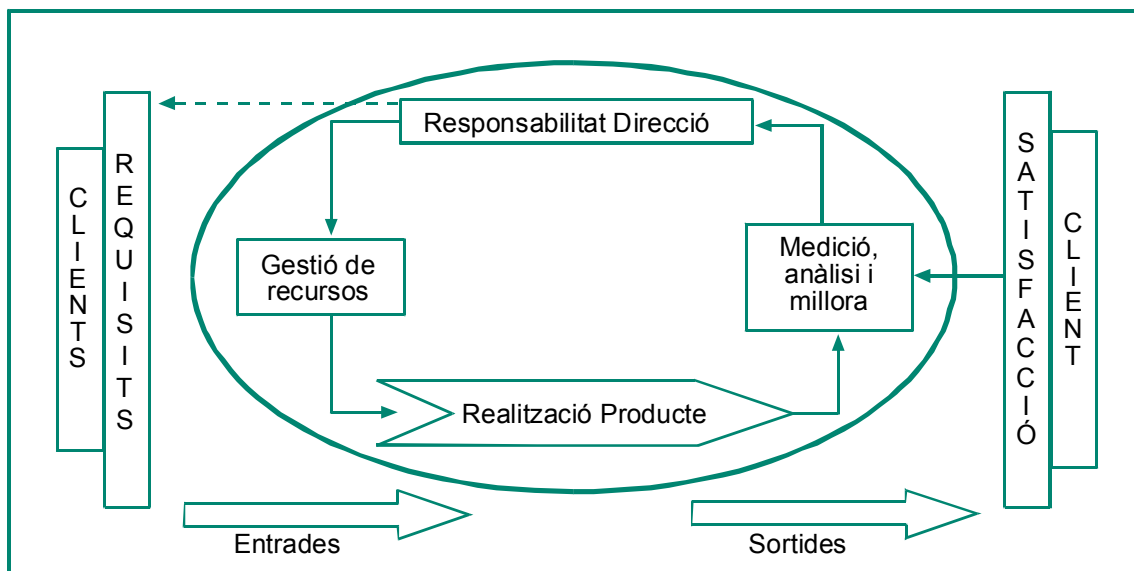 CLIENTS
REQUISITS
Responsabilitat Direcció
Gestió de
recursos
Medició,
anàlisi i
millora
Realització Producte
SATISFACCIÓ
CLIENT
Entrades
Sortides